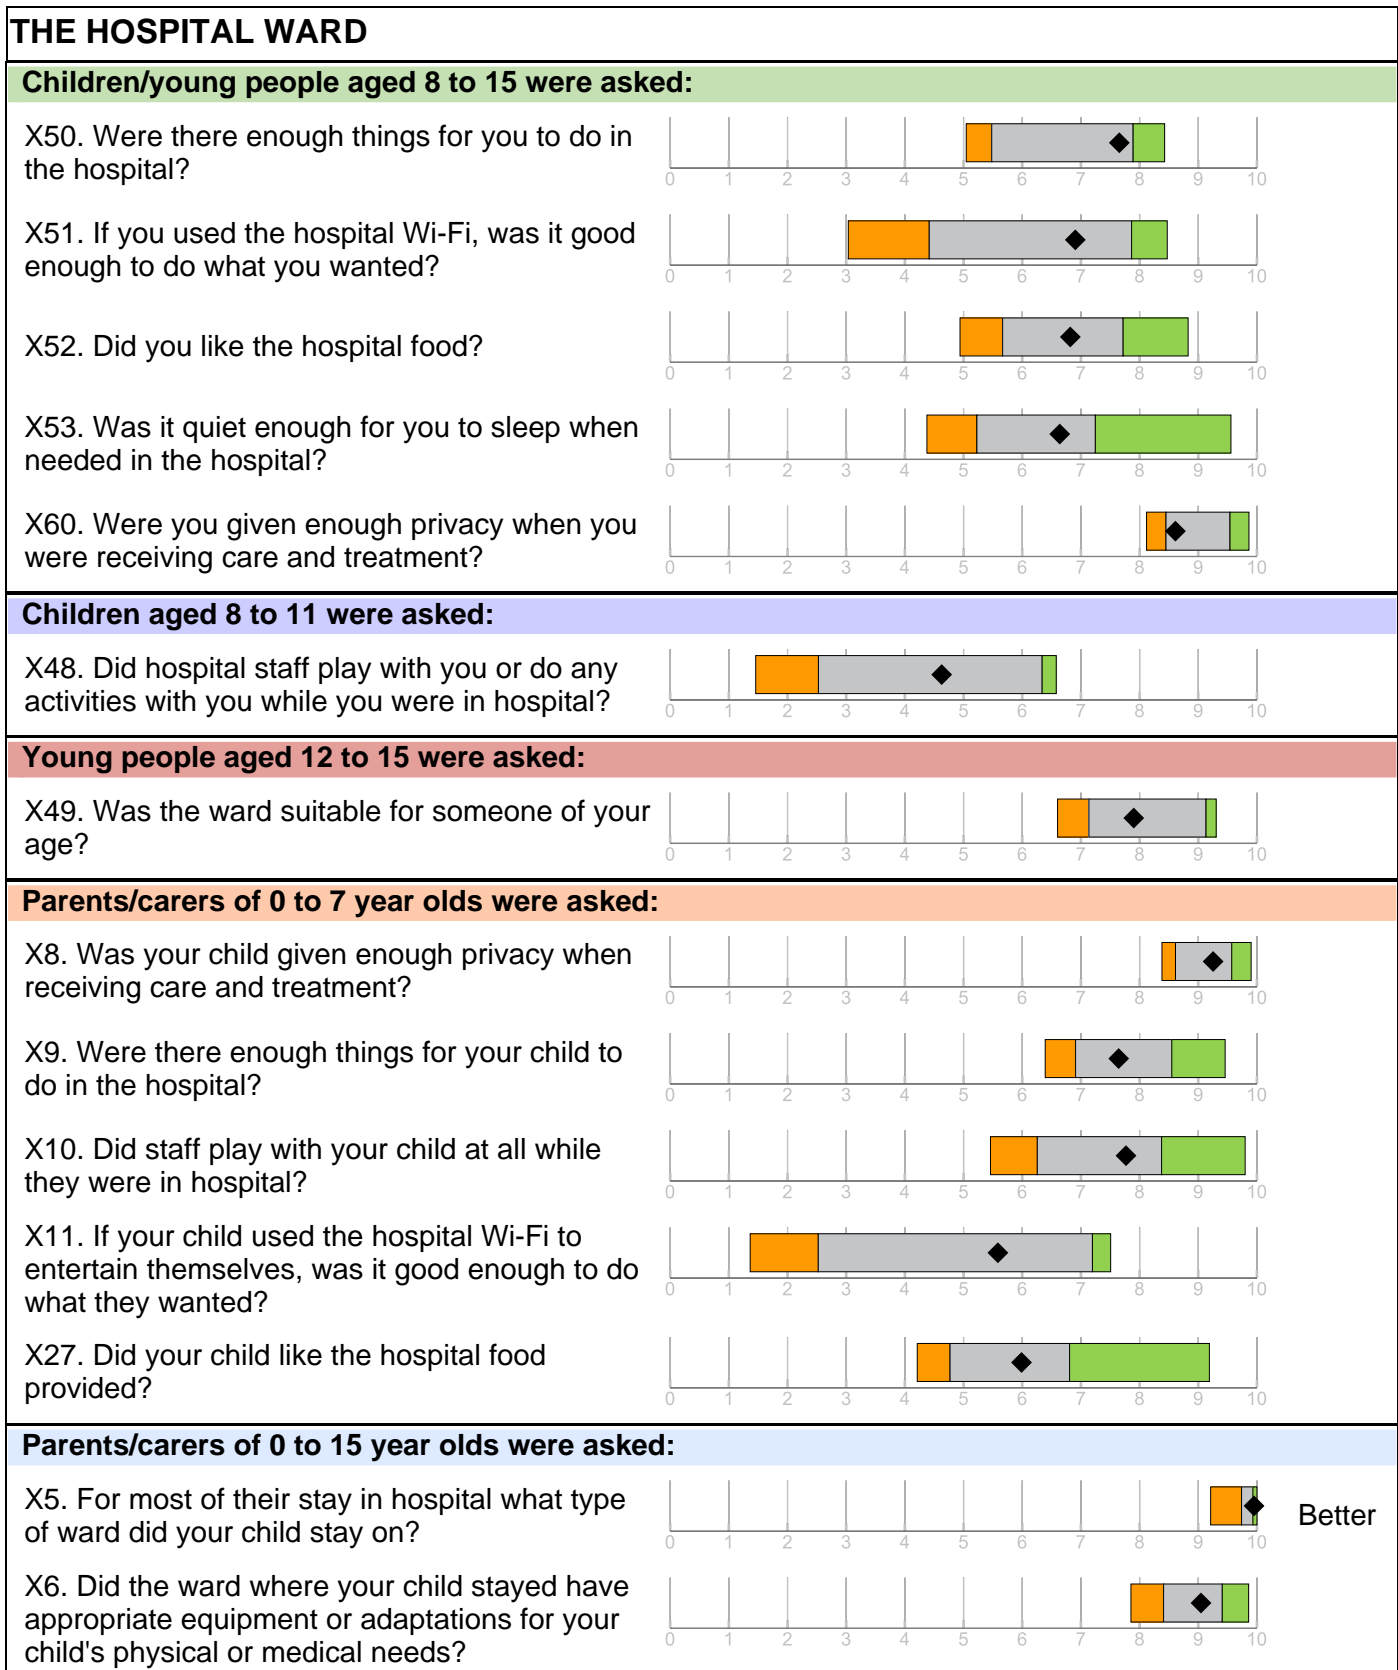 THE HOSPITAL WARD
Children/young people aged 8 to 15 were asked:
X50. Were there enough things for you to do in
the hospital?
0 1 2 3 4 5 6 7 8 9 10
X51. If you used the hospital Wi-Fi, was it good
enough to do what you wanted?
0 1 2 3 4 5 6 7 8 9 10
X52. Did you like the hospital food?
0 1 2 3 4 5 6 7 8 9 10
X53. Was it quiet enough for you to sleep when
needed in the hospital?
0 1 2 3 4 5 6 7 8 9 10
X60. Were you given enough privacy when you
were receiving care and treatment?
0 1 2 3 4 5 6 7 8 9 10
Children aged 8 to 11 were asked:
X48. Did hospital staff play with you or do any
activities with you while you were in hospital?
0 1 2 3 4 5 6 7 8 9 10
Young people aged 12 to 15 were asked:
X49. Was the ward suitable for someone of your
age?
0 1 2 3 4 5 6 7 8 9 10
Parents/carers of 0 to 7 year olds were asked:
X8. Was your child given enough privacy when
receiving care and treatment?
0 1 2 3 4 5 6 7 8 9 10
X9. Were there enough things for your child to
do in the hospital?
0 1 2 3 4 5 6 7 8 9 10
X10. Did staff play with your child at all while
they were in hospital?
0 1 2 3 4 5 6 7 8 9 10
X11. If your child used the hospital Wi-Fi to
entertain themselves, was it good enough to do
what they wanted?
0 1 2 3 4 5 6 7 8 9 10
X27. Did your child like the hospital food
provided?
0 1 2 3 4 5 6 7 8 9 10
Parents/carers of 0 to 15 year olds were asked:
X5. For most of their stay in hospital what type
of ward did your child stay on?
0 1 2 3 4 5 6 7 8 9 10
Better
X6. Did the ward where your child stayed have
appropriate equipment or adaptations for your
child's physical or medical needs?
0 1 2 3 4 5 6 7 8 9 10